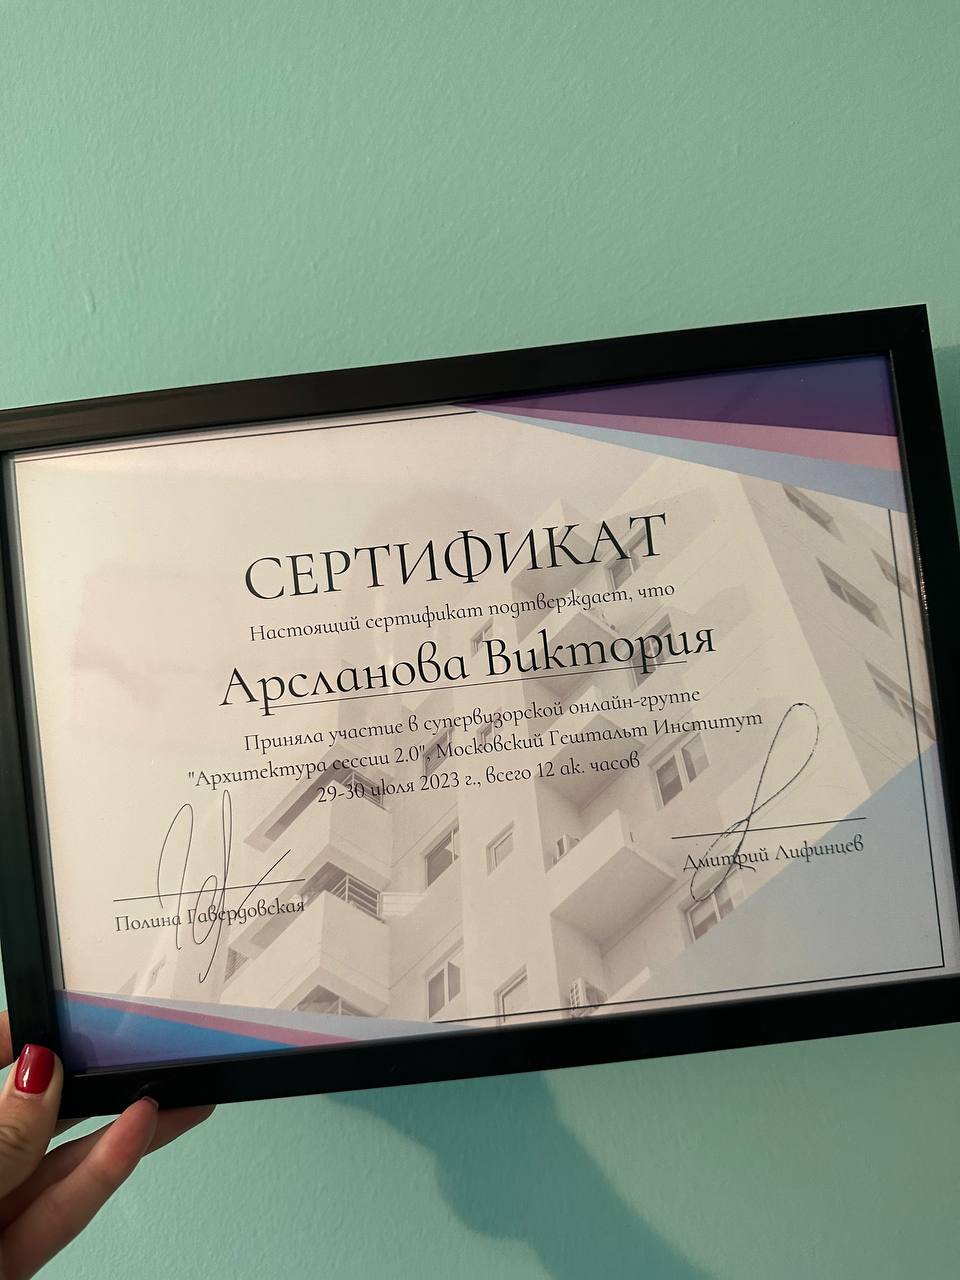 СЕРТИФИКАТ
Настоящий сертификат подтверждает, что
Арсланова Виктория
Приняла участие в супервизорской онлайн-группе
"Архитектура сессии 2.0", Московский Гештальт Институт
29-30 июля 2023 г., всего 12 ак. часов
Полина Гавердовская
Дмитрий Лифинцев